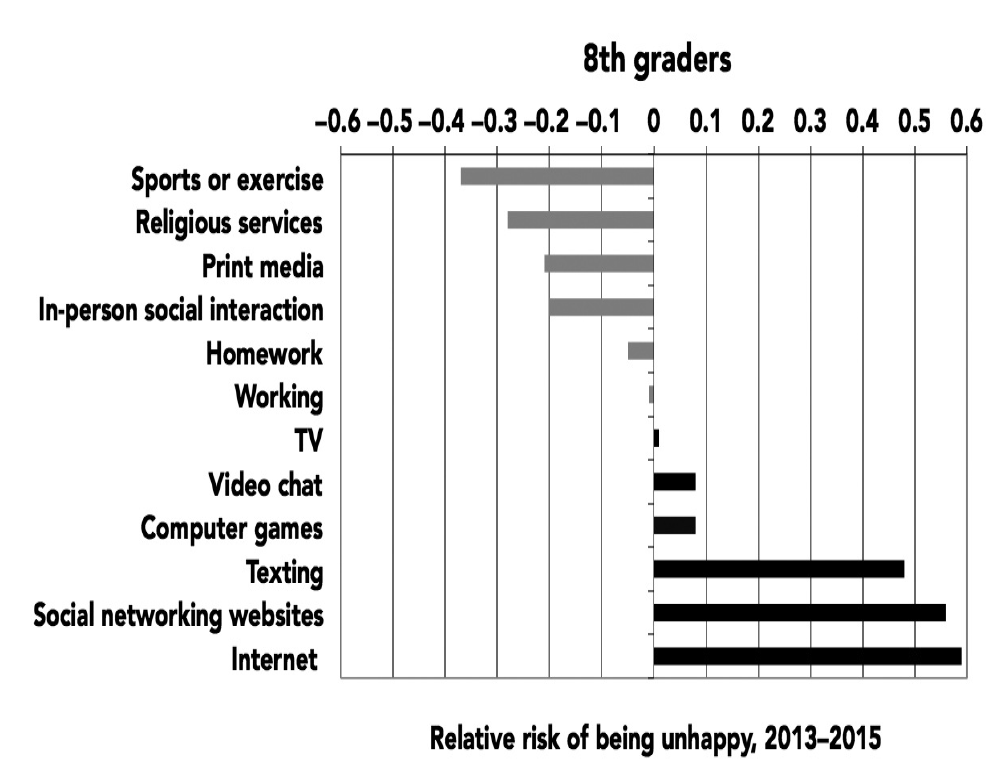 8th graders
–0.6 –0.5 –0.4 –0.3 –0.2 –0.1 0 0.1 0.2 0.3 0.4 0.5 0.6
Sports or exercise
Religious services
Print media
In-person social interaction
Homework
Working
TV
Video chat
Computer games
Texting
Social networking websites
Internet
Relative risk of being unhappy, 2013–2015